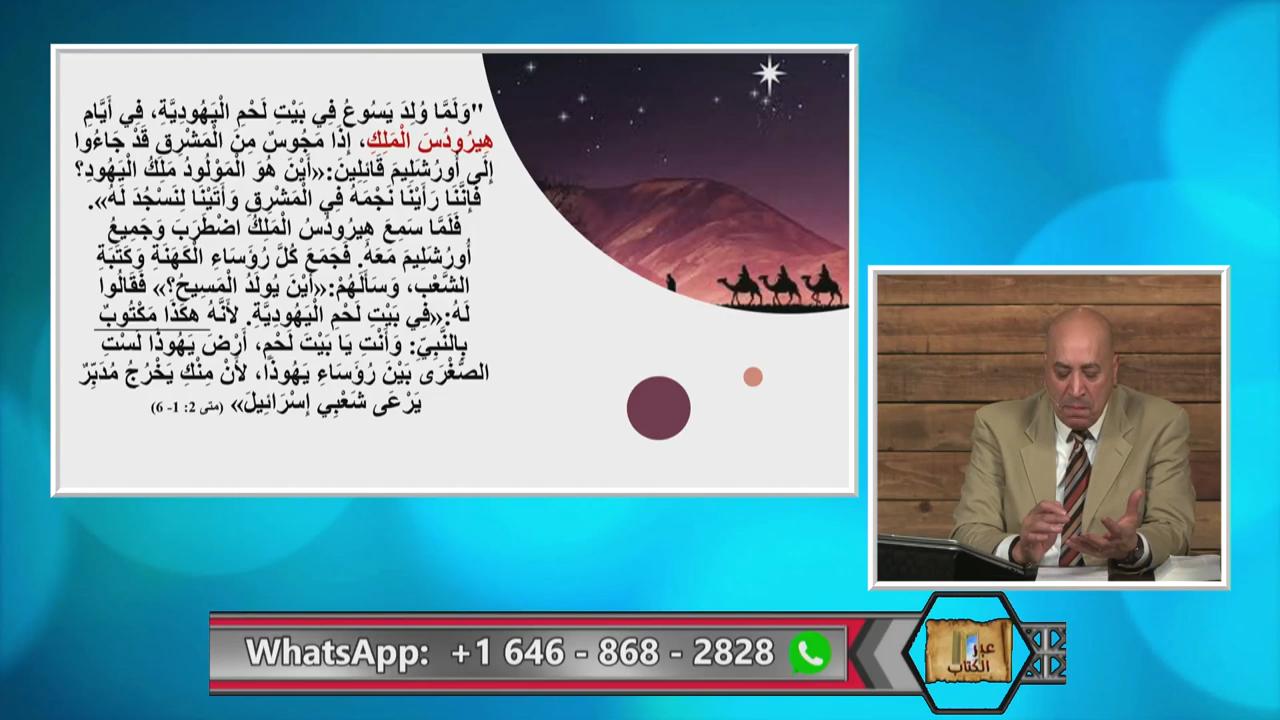 "وَلَمَّا وُلِدَ يَسُوعُ فِي بَيْتِ لَحْمِ الْيَهُودِيَّةِ، فِي أَيَّامِ
هِيرُودُسَ الْمَلِكِ، إِذَا مَجُوسٌ مِنَ الْمَشْرِقِ قَدْ جَاءُوا
إِلَى أُورُشَلِيمَ قَائِلِينَ:«أَيْنَ هُوَ الْمَوْلُودُ مَلِكُ الْيَهُودِ؟
فَإِنَّنَا رَأَيْنَا نَجْمَهُ فِي الْمَشْرِقِ وَأَتَيْنَا لِنَسْجُدَ لَهُ».
فَلَمَّا سَمِعَ هِيرُودُسُ الْمَلِكُ اضْطَرَبَ وَجَمِيعُ
أُورُشَلِيمَ مَعَهُ. فَجَمَعَ كُلَّ رُؤَسَاءِ الْكَهَنَةِ وَكَتَبَةِ
الشَّعْب، وَسَأَلَهُمْ:«أَيْنَ يُولَدُ الْمَسِيحُ؟» فَقَالُوا
لَهُ:«فِي بَيْتِ لَحْمِ الْيَهُودِيَّةِ. لأَنَّهُ هكَذَا مَكْتُوبٌ
بِالنَّبِيِّ: وَأَنْتِ يَا بَيْتَ لَحْمٍ، أَرْضَ يَهُوذَا لَسْتِ
الصُّغْرَى بَيْنَ رُؤَسَاءِ يَهُوذَا، لأَنْ مِنْكِ يَخْرُجُ مُدَبِّرٌ
يَرْعَى شَعْبِي إِسْرَائِيلَ» (متى 2: 1- 6)
WhatsApp: +1 646 - 868 - 2828
عبر
الكتاب